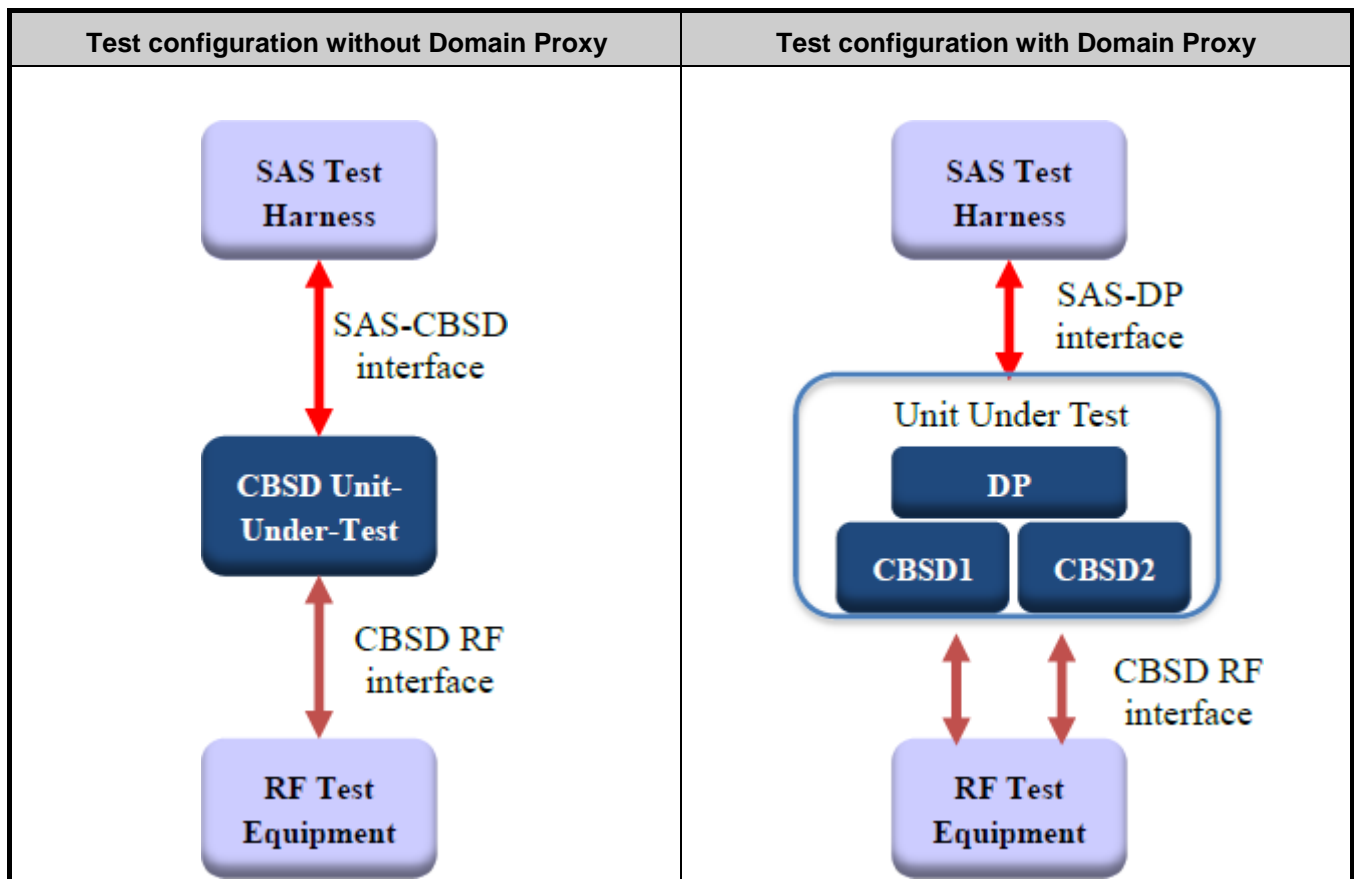 Test configuration without Domain Proxy
Test configuration with Domain Proxy
SAS Test
Harness
SAS-CBSD
interface
CBSD Unit-
Under-Test
CBSD RF
interface
RF Test
Equipment
SAS Test
Harness
SAS-DP
interface
Unit Under Test
DP
CBSD1
CBSD2
CBSD RF
interface
RF Test
Equipment